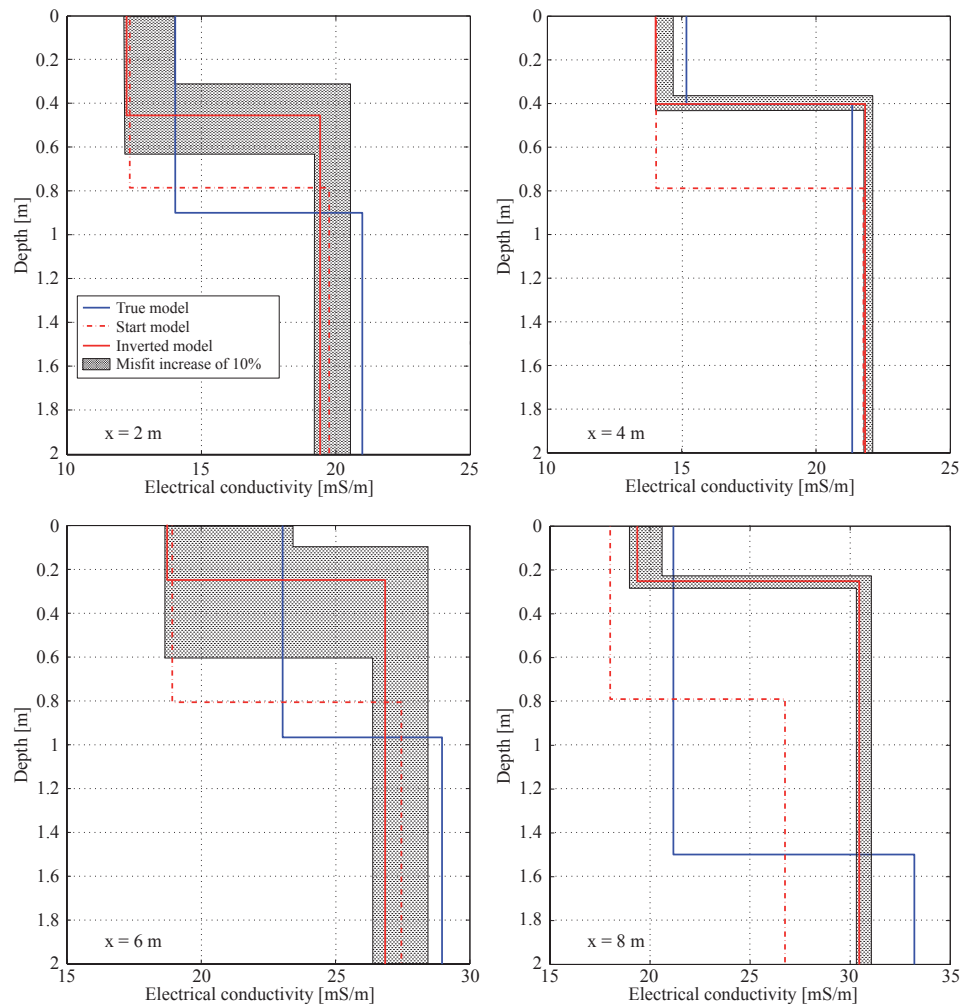 0
0.2
0.4
0.6
0.8
1
1.2
1.4
1.6
1.8
2
Depth [m]
True model
Start model
Inverted model
Misfit increase of 10%
x = 2 m
10 15 20 25
Electrical conductivity [mS/m]
0
0.2
0.4
0.6
0.8
1
1.2
1.4
1.6
1.8
2
Depth [m]
x = 4 m
10 15 20 25
Electrical conductivity [mS/m]
0
0.2
0.4
0.6
0.8
1
1.2
1.4
1.6
1.8
2
Depth [m]
x = 6 m
15 20 25 30
Electrical conductivity [mS/m]
0
0.2
0.4
0.6
0.8
1
1.2
1.4
1.6
1.8
2
Depth [m]
x = 8 m
15 20 25 30 35
Electrical conductivity [mS/m]